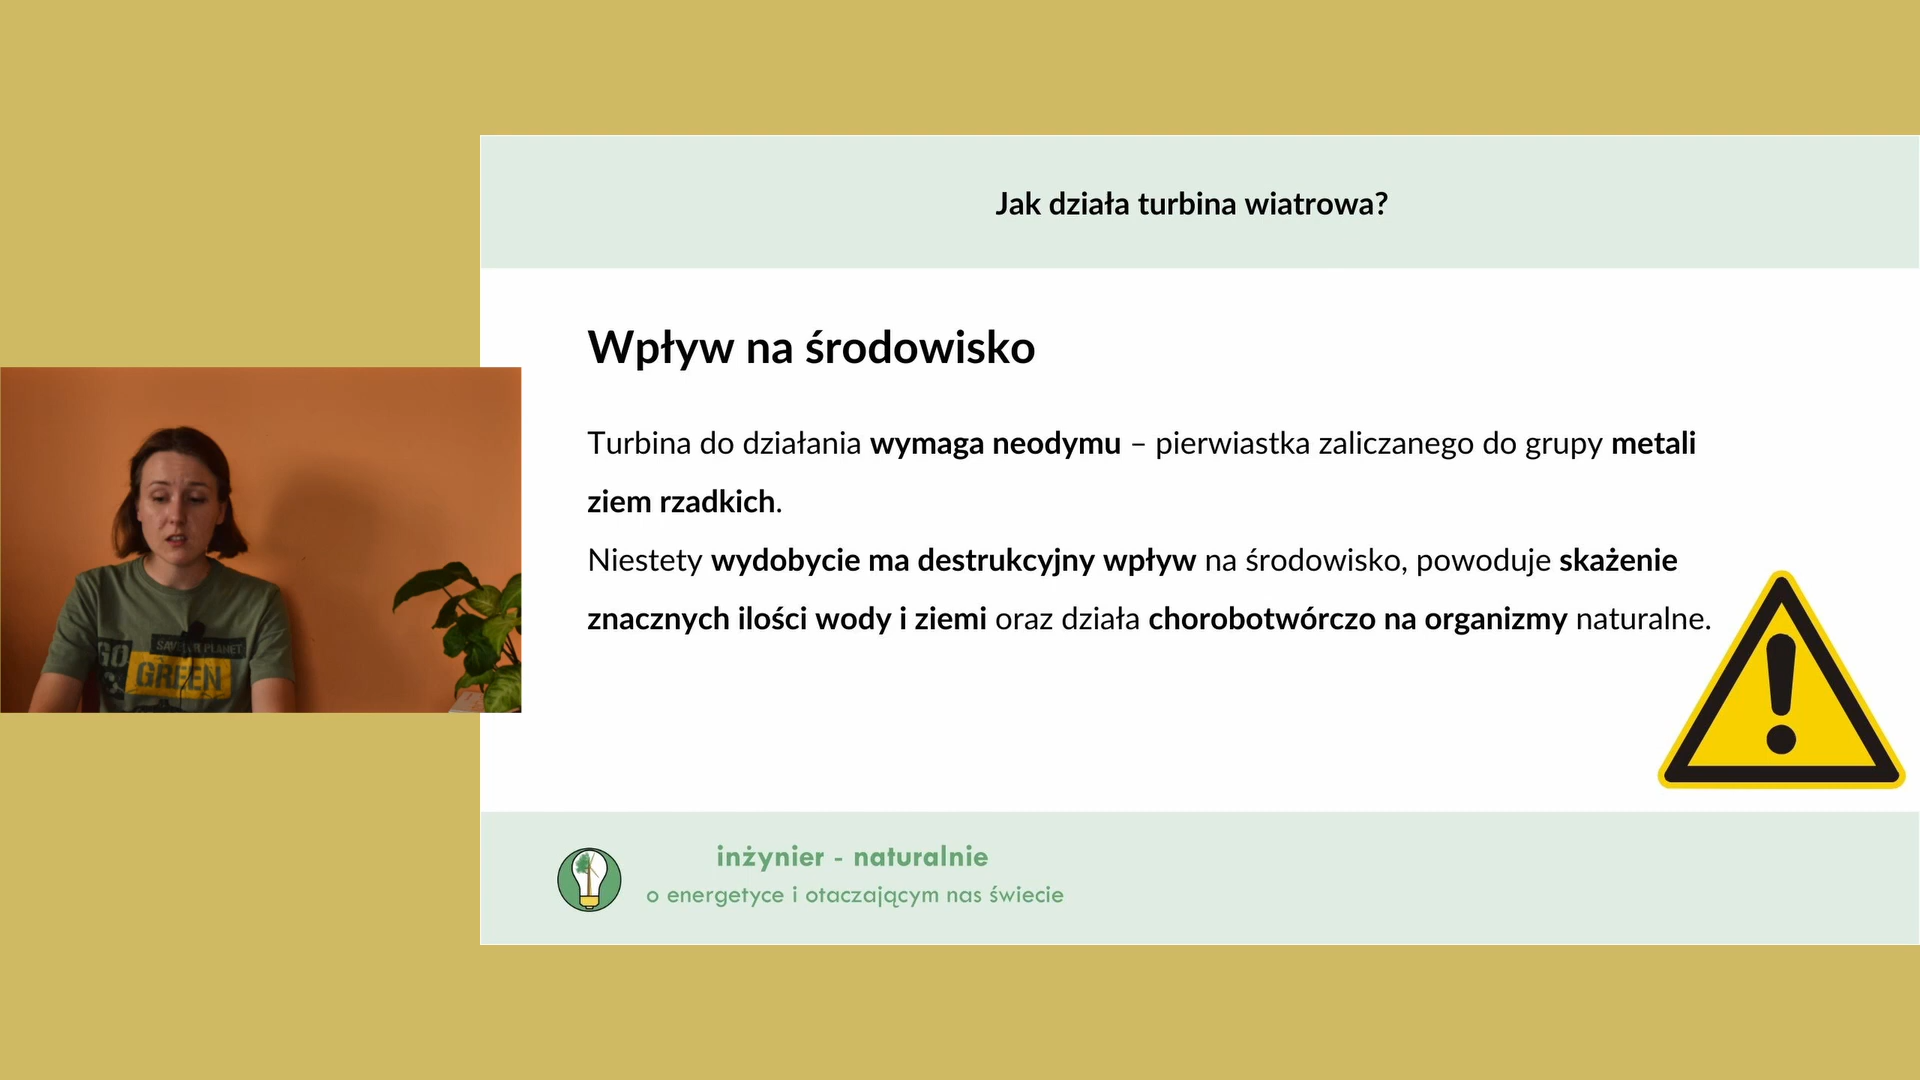 Jak działa turbina wiatrowa?
Wpływ na środowisko
Turbina do działania wymaga neodymu – pierwiastka zaliczanego do grupy metali
ziem rzadkich.
Niestety wydobycie ma destrukcyjny wpływ na środowisko, powoduje skażenie
znacznych ilości wody i ziemi oraz działa chorobotwórczo na organizmy naturalne.
GO
GREEN
PLANET
inżynier - naturalnie
o energetyce i otaczającym nas świecie